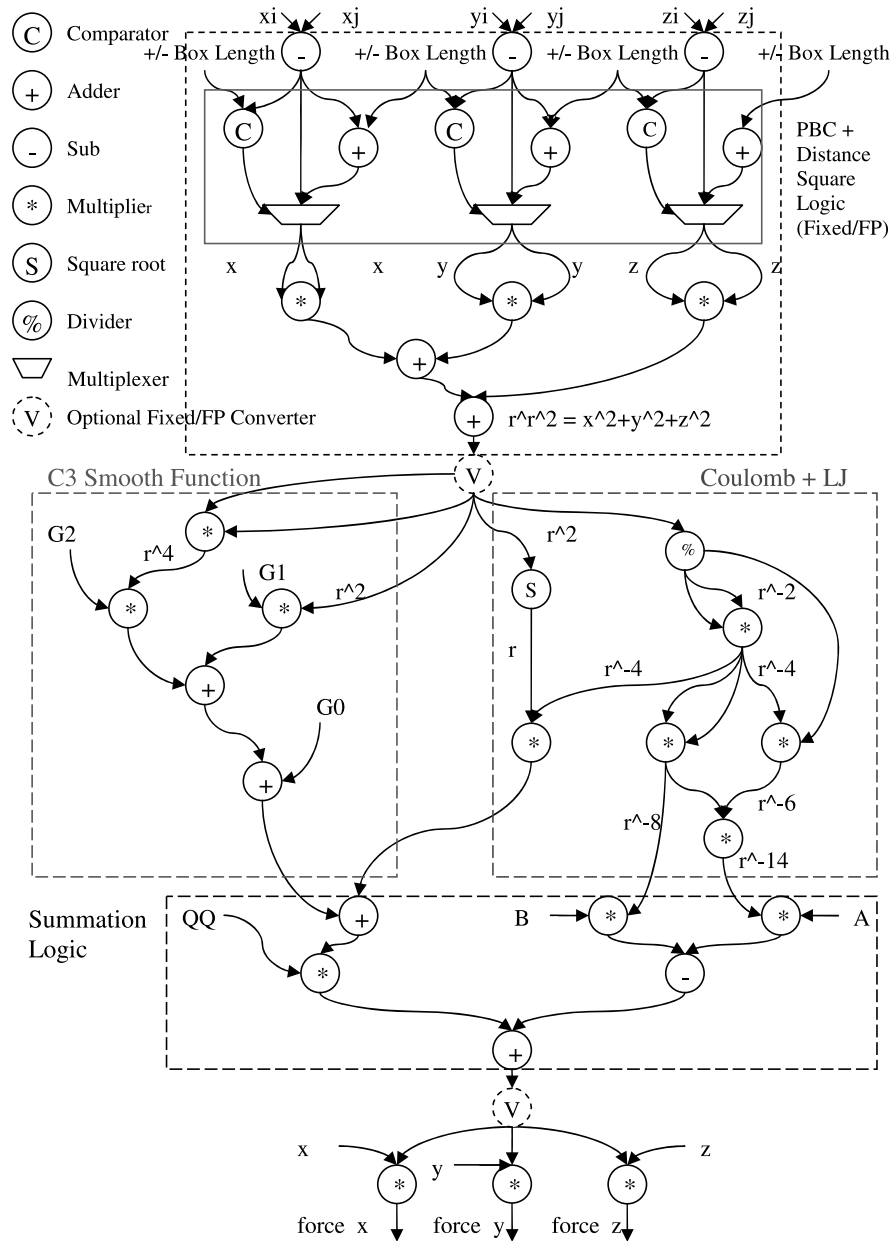 xi xj yi yj zi zj
C Comparator
+/- Box Length - +/- Box Length - +/- Box Length - +/- Box Length
+ Adder
C + C + C +
PBC +
Distance
Square
Logic
(Fixed/FP)
- Sub
* Multiplier
S Square root
x x y y z z
* * *
% Divider
+
Multiplexer
V Optional Fixed/FP Converter
+ r^r^2 = x^2+y^2+z^2
C3 Smooth Function V Coulomb + LJ
G2 * r^4 r^2 %
G1 r^2 S r^-2
* * *
r r^-4 r^-4
+
G0 * * *
+ r^-6
r^-8 *
r^-14
Summation
Logic
QQ + B * * A
* -
+
V
x y z
* * *
force x force y force z